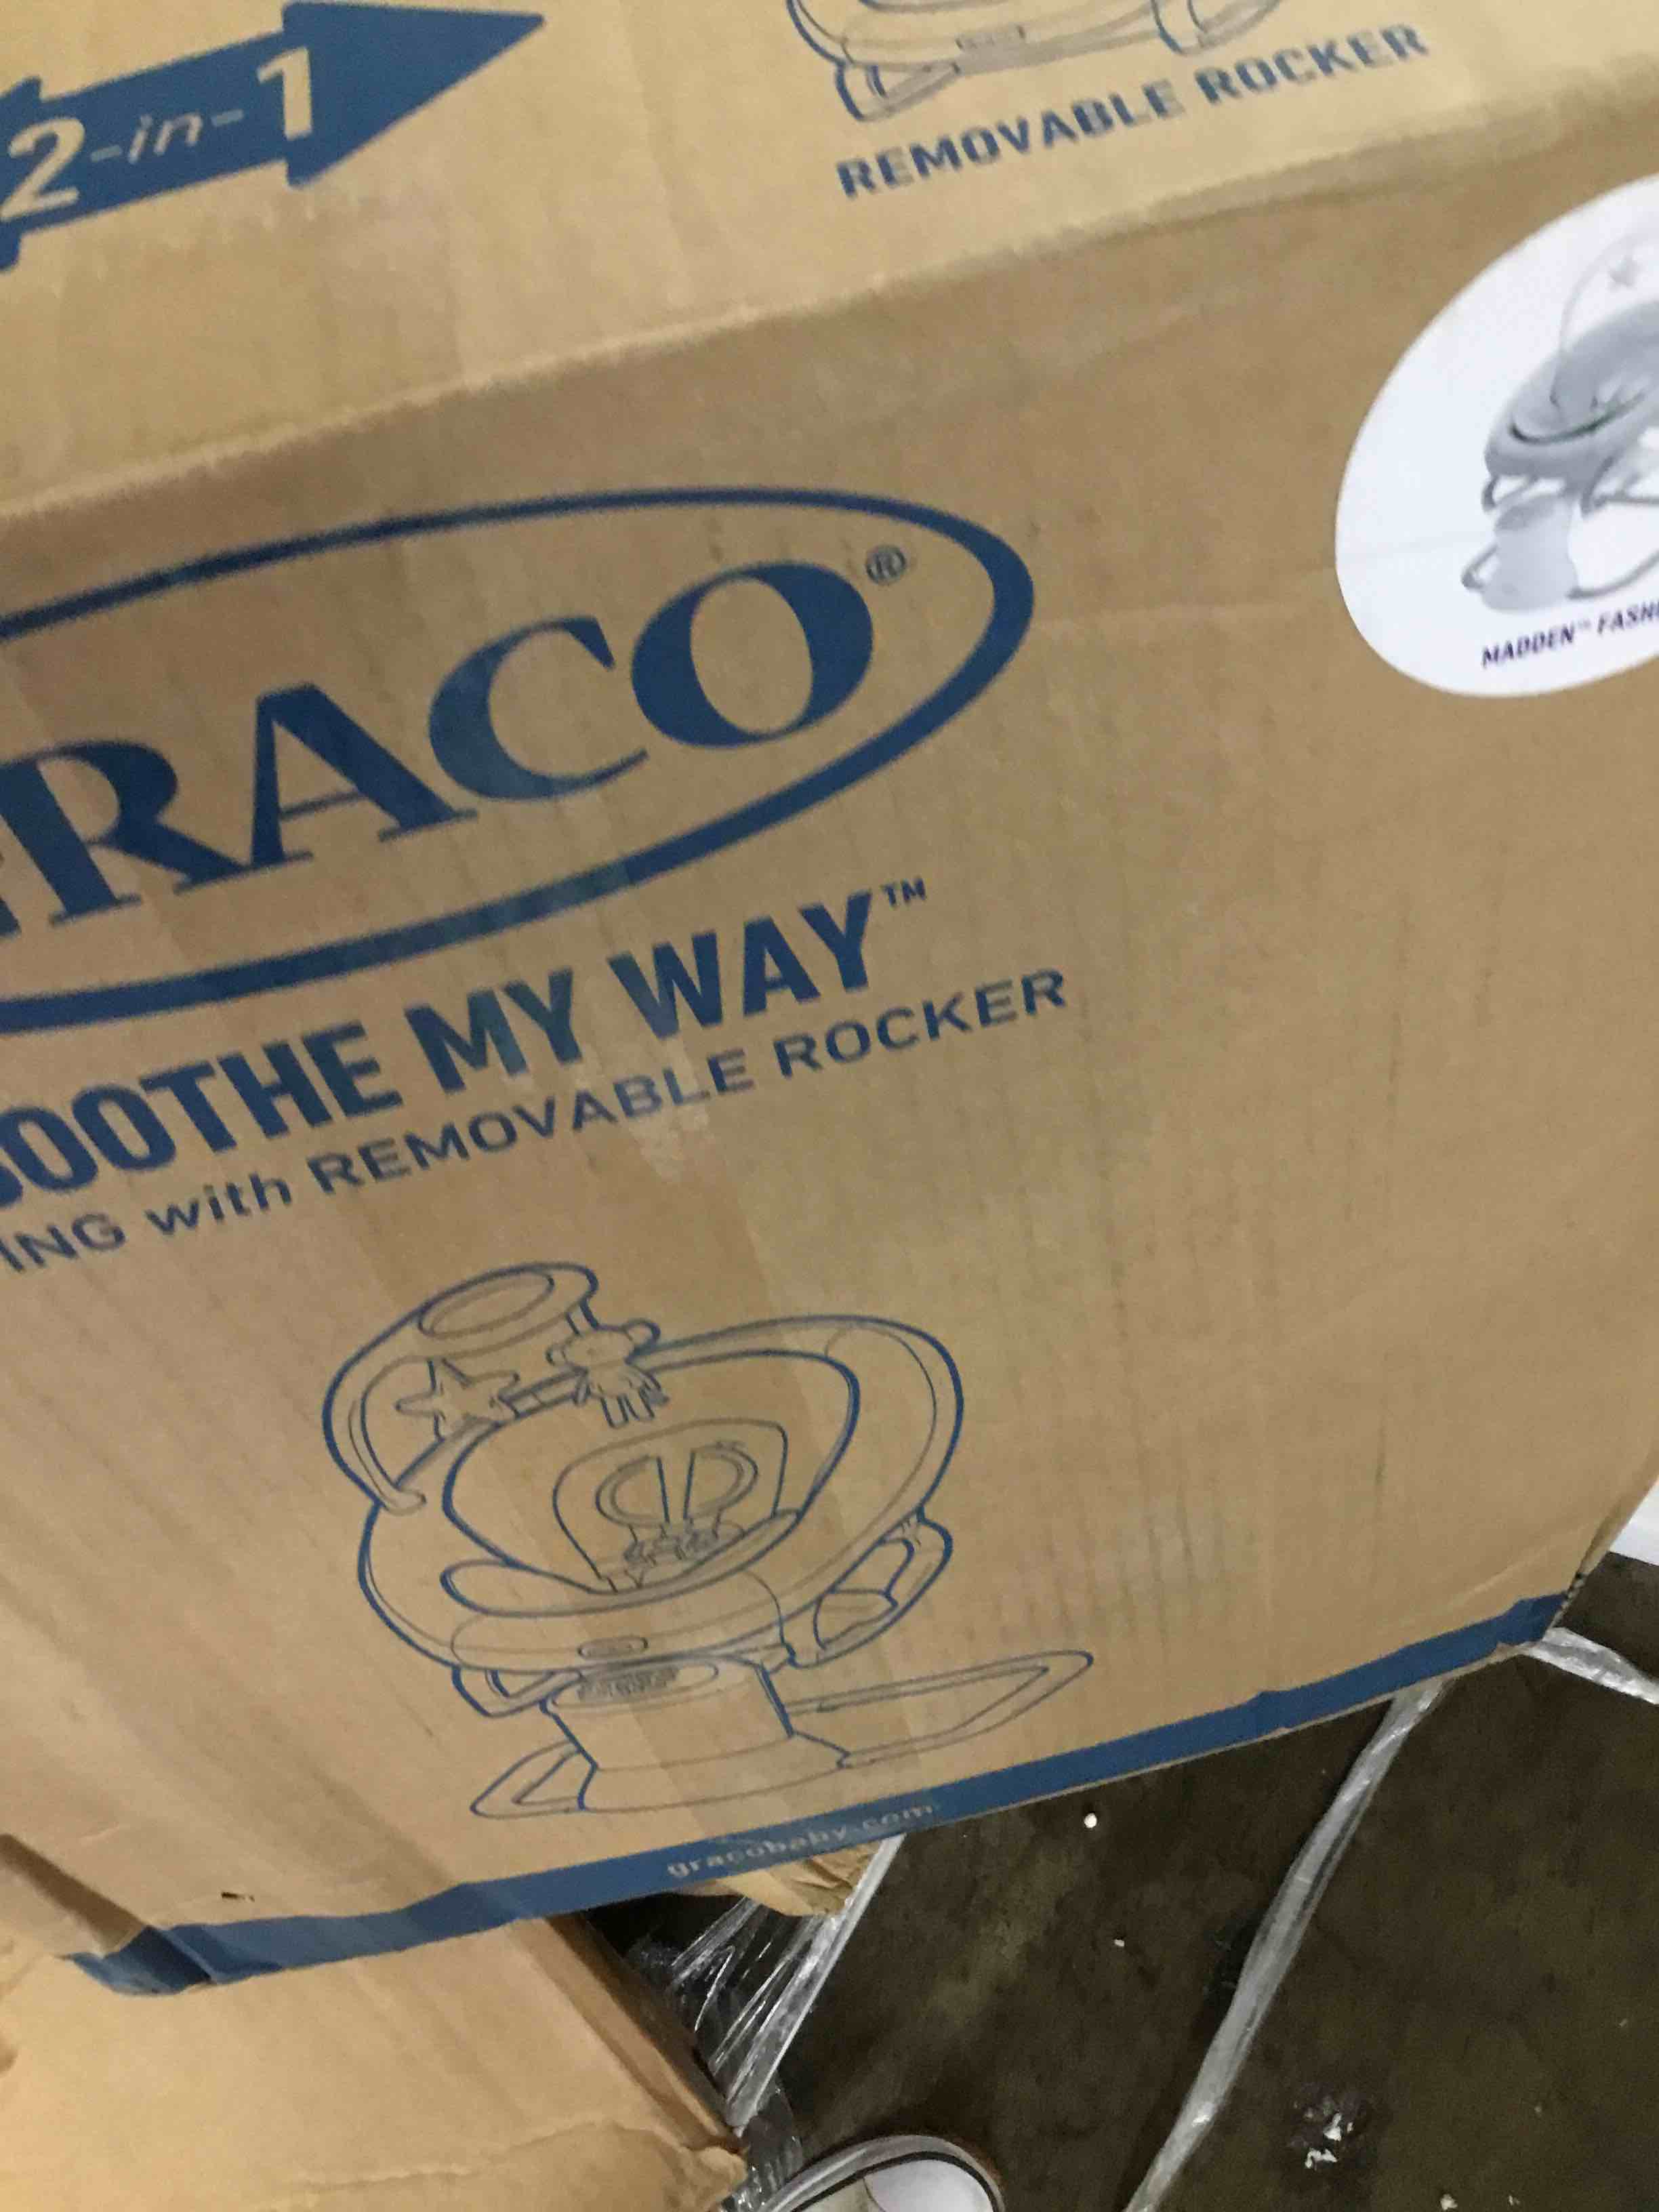 2-in-1
REMOVABLE ROCKER
RACO®
MADDEN™ FASH
OOTHE MY WAY™
ING with REMOVABLE ROCKER
gracobaby.com